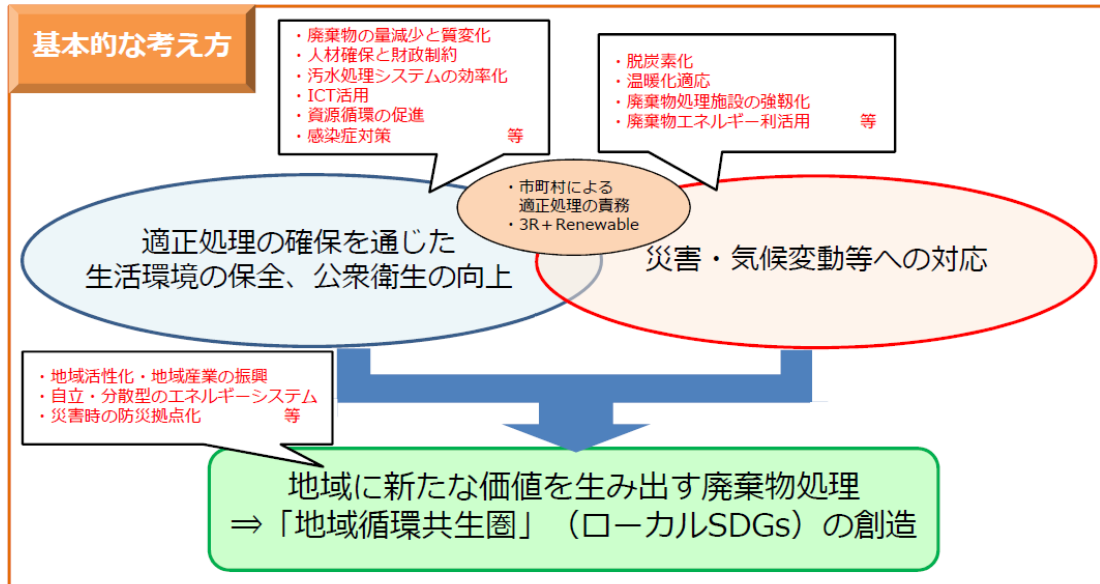 基本的な考え方
・廃棄物の量減少と質変化
・人材確保と財政制約
・汚水処理システムの効率化
・ICT活用
・資源循環の促進
・感染症対策　　　　　　等
・脱炭素化
・温暖化適応
・廃棄物処理施設の強靱化
・廃棄物エネルギー利活用　　　等
・市町村による
適正処理の責務
・3R+Renewable
適正処理の確保を通じた
生活環境の保全、公衆衛生の向上
災害・気候変動等への対応
・地域活性化・地域産業の振興
・自立・分散型のエネルギーシステム
・災害時の防災拠点化　　　　　等
地域に新たな価値を生み出す廃棄物処理
⇒「地域循環共生圏」（ローカルSDGs）の創造